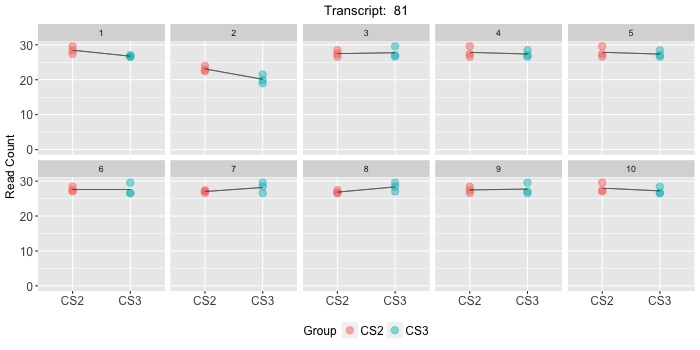 Transcript: 81
1 2 3 4 5
30
20
10
0
6 7 8 9 10
30
20
10
0
Read Count
CS2 CS3 CS2 CS3 CS2 CS3 CS2 CS3 CS2 CS3
Group CS2 CS3